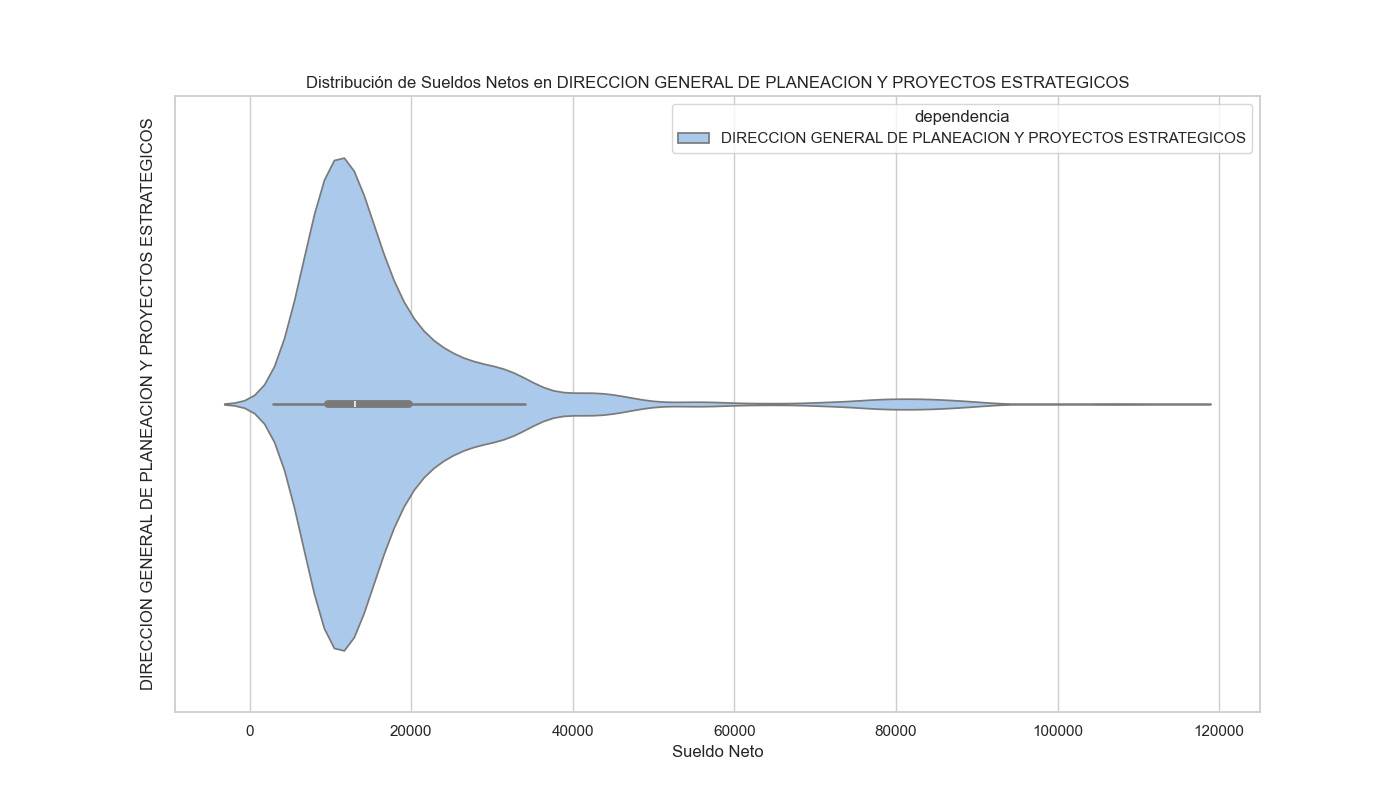 Distribución de Sueldos Netos en DIRECCION GENERAL DE PLANEACION Y PROYECTOS ESTRATEGICOS
dependencia
DIRECCION GENERAL DE PLANEACION Y PROYECTOS ESTRATEGICOS
DIRECCION GENERAL DE PLANEACION Y PROYECTOS ESTRATEGICOS
0 20000 40000 60000 80000 100000 120000
Sueldo Neto